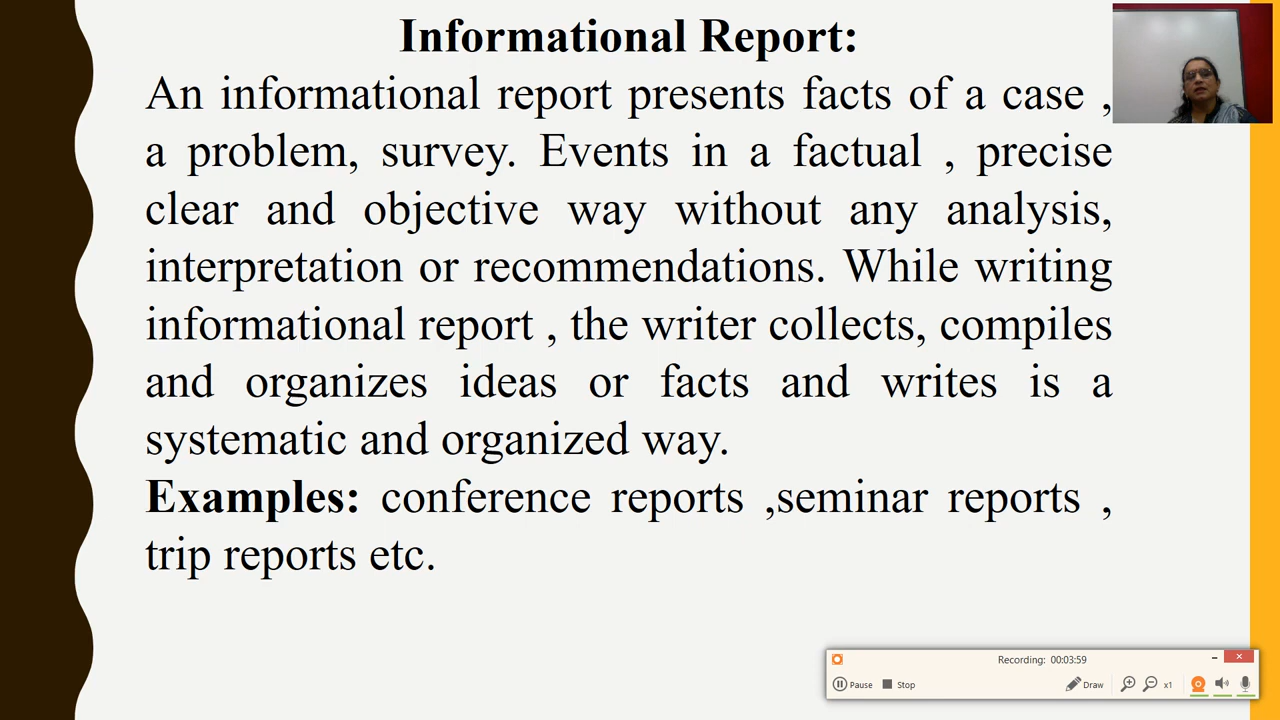 Informational Report:
An informational report presents facts of a case ,
a problem, survey. Events in a factual , precise
clear and objective way without any analysis,
interpretation or recommendations. While writing
informational report , the writer collects, compiles
and organizes ideas or facts and writes is a
systematic and organized way.
Examples: conference reports ,seminar reports ,
trip reports etc.
Recording: 00:03:59
Pause Stop Draw x1